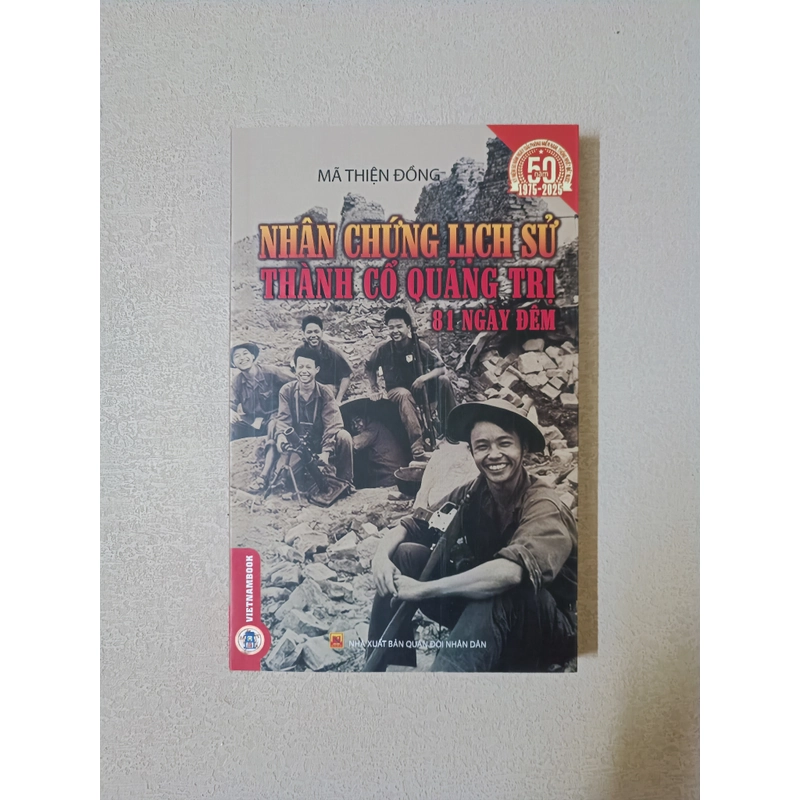 MÃ THIỆN ĐỒNG
50
năm
1975-2025
NHÂN CHỨNG LỊCH SỬ
THÀNH CỔ QUẢNG TRỊ
81 NGÀY ĐÊM
VIETNAMBOOK
NHÀ XUẤT BẢN QUÂN ĐỘI NHÂN DÂN